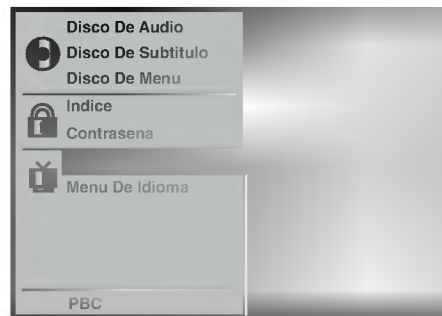 Disco De Audio
Disco De Subtitulo
Disco De Menu
Indice
Contrasena
Menu De Idioma
PBC